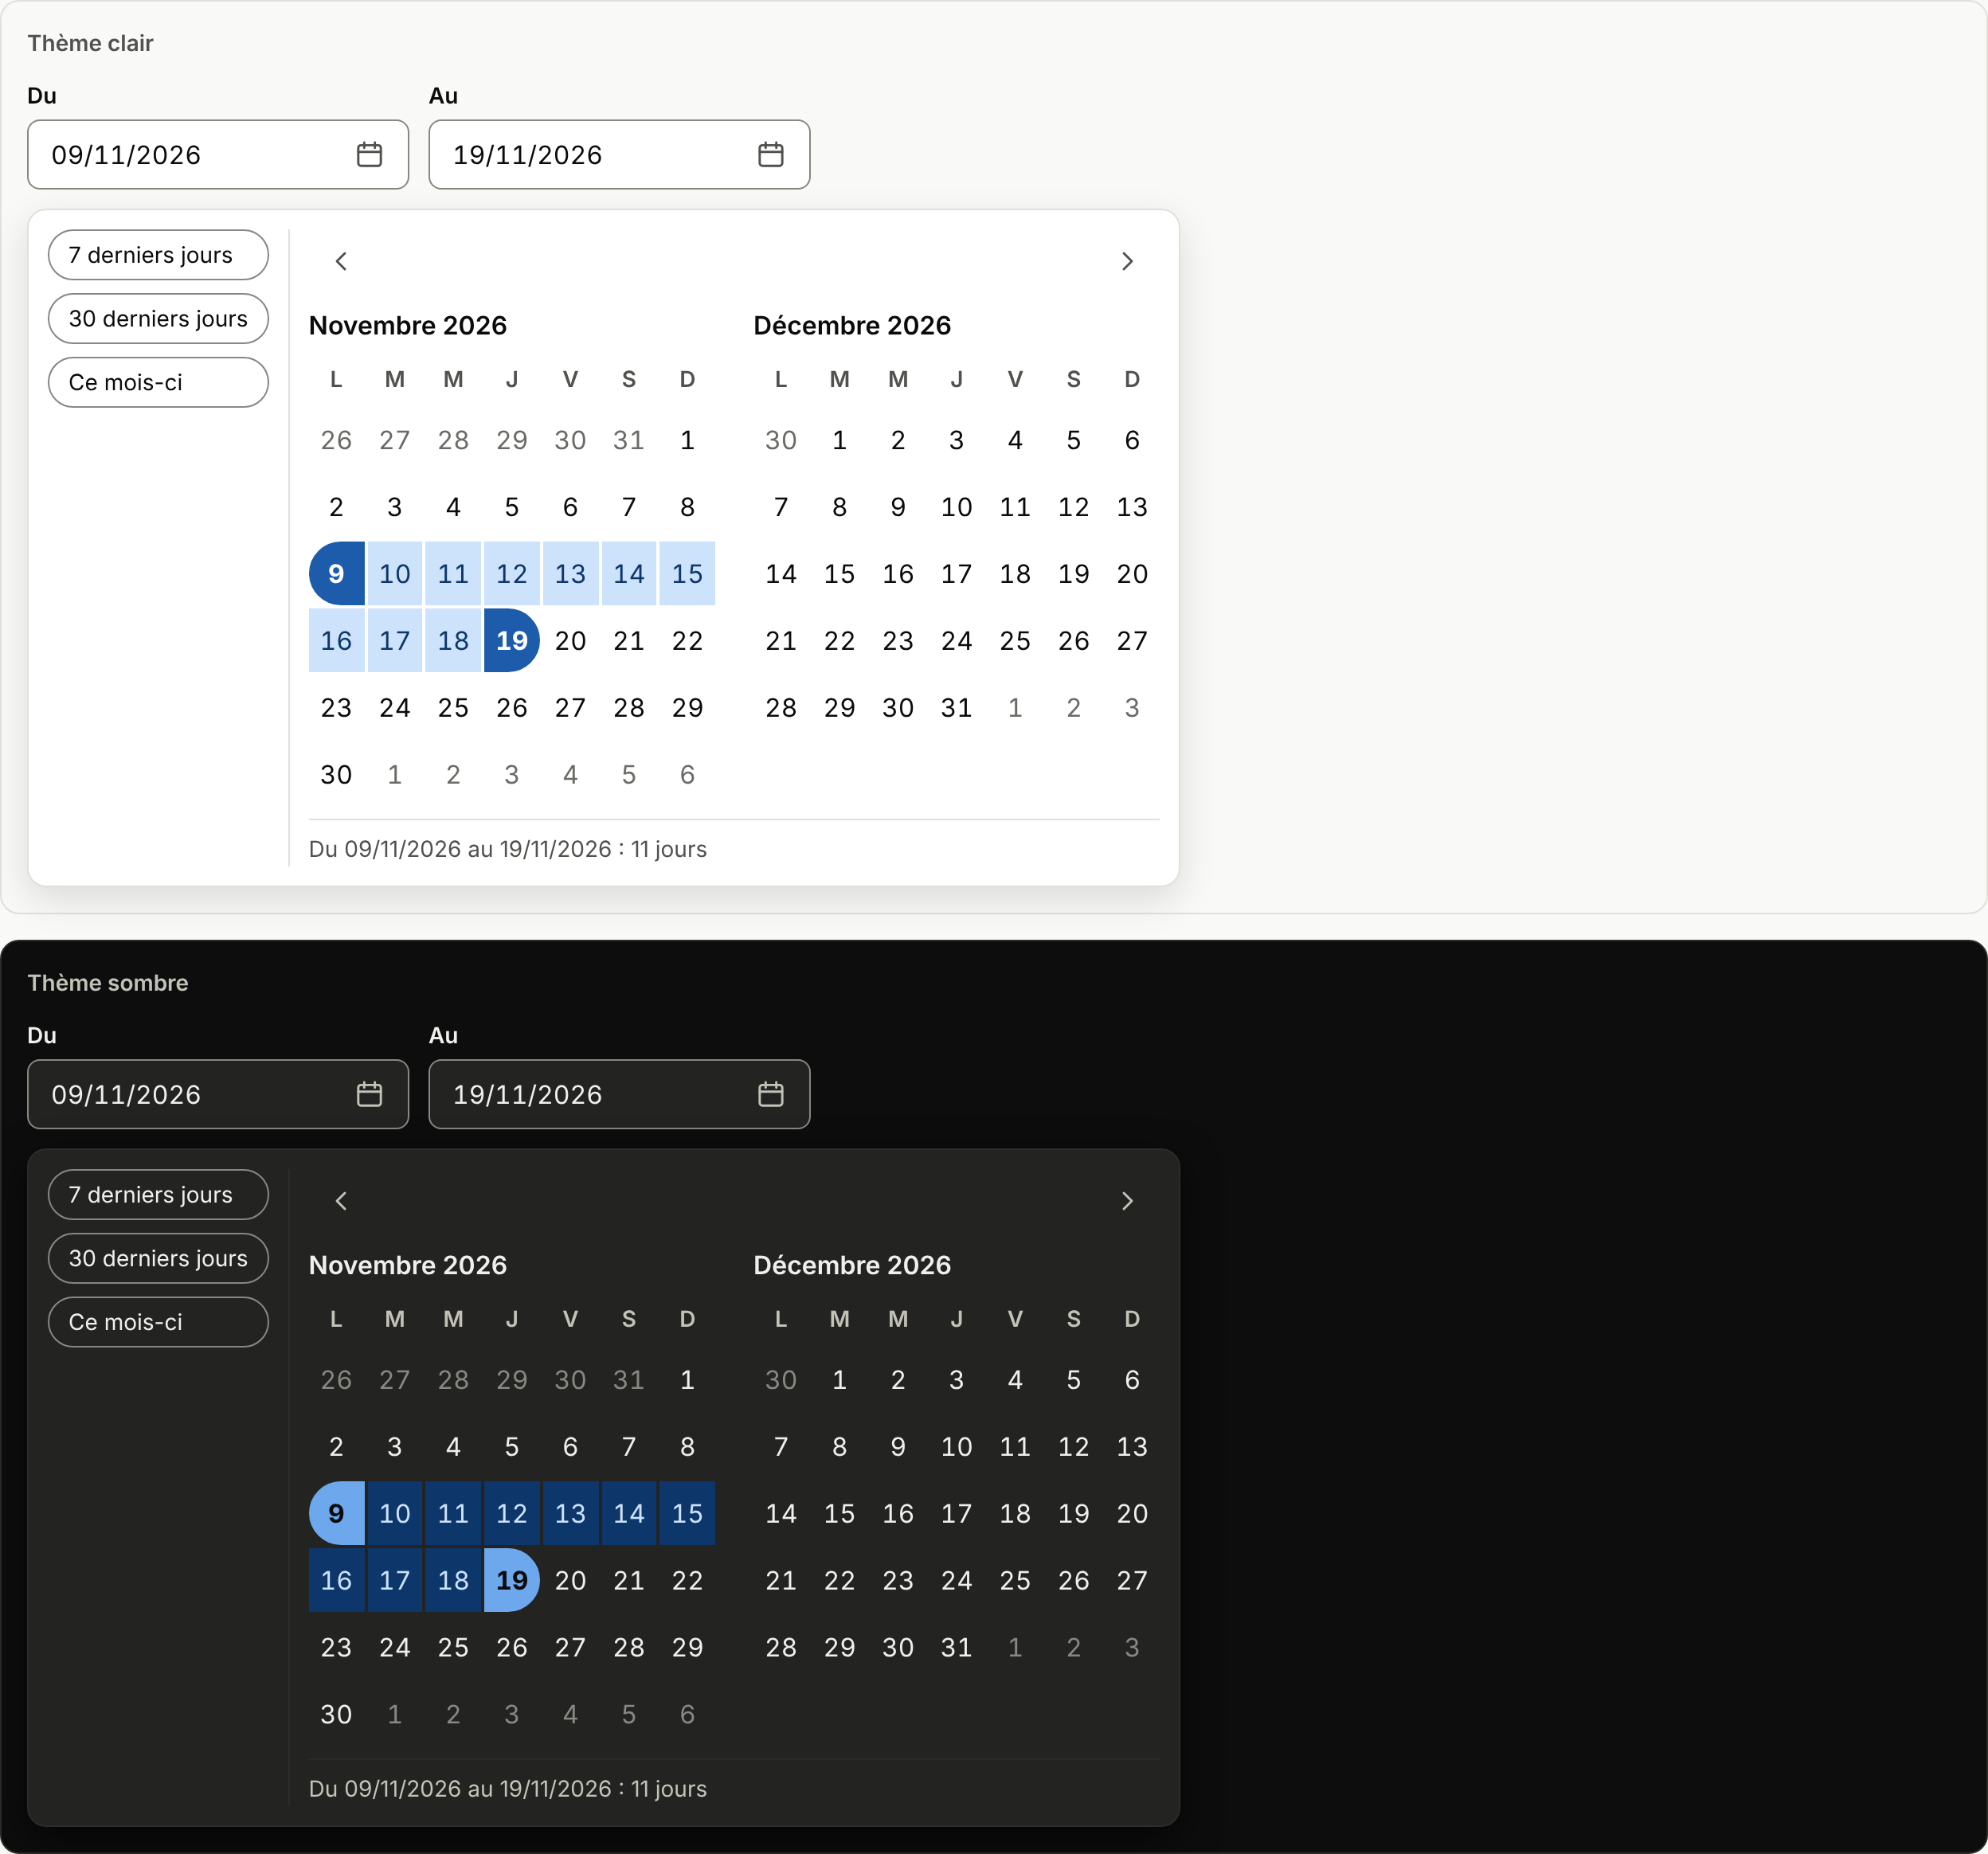 Thème clair
Du Au
09/11/2026 19/11/2026
7 derniers jours
30 derniers jours
Ce mois-ci
Novembre 2026
L M M J V S D
26 27 28 29 30 31 1
2 3 4 5 6 7 8
9 10 11 12 13 14 15
16 17 18 19 20 21 22
23 24 25 26 27 28 29
30 1 2 3 4 5 6
Décembre 2026
L M M J V S D
30 1 2 3 4 5 6
7 8 9 10 11 12 13
14 15 16 17 18 19 20
21 22 23 24 25 26 27
28 29 30 31 1 2 3
Du 09/11/2026 au 19/11/2026 : 11 jours
Thème sombre
Du Au
09/11/2026 19/11/2026
7 derniers jours
30 derniers jours
Ce mois-ci
Novembre 2026
L M M J V S D
26 27 28 29 30 31 1
2 3 4 5 6 7 8
9 10 11 12 13 14 15
16 17 18 19 20 21 22
23 24 25 26 27 28 29
30 1 2 3 4 5 6
Décembre 2026
L M M J V S D
30 1 2 3 4 5 6
7 8 9 10 11 12 13
14 15 16 17 18 19 20
21 22 23 24 25 26 27
28 29 30 31 1 2 3
Du 09/11/2026 au 19/11/2026 : 11 jours